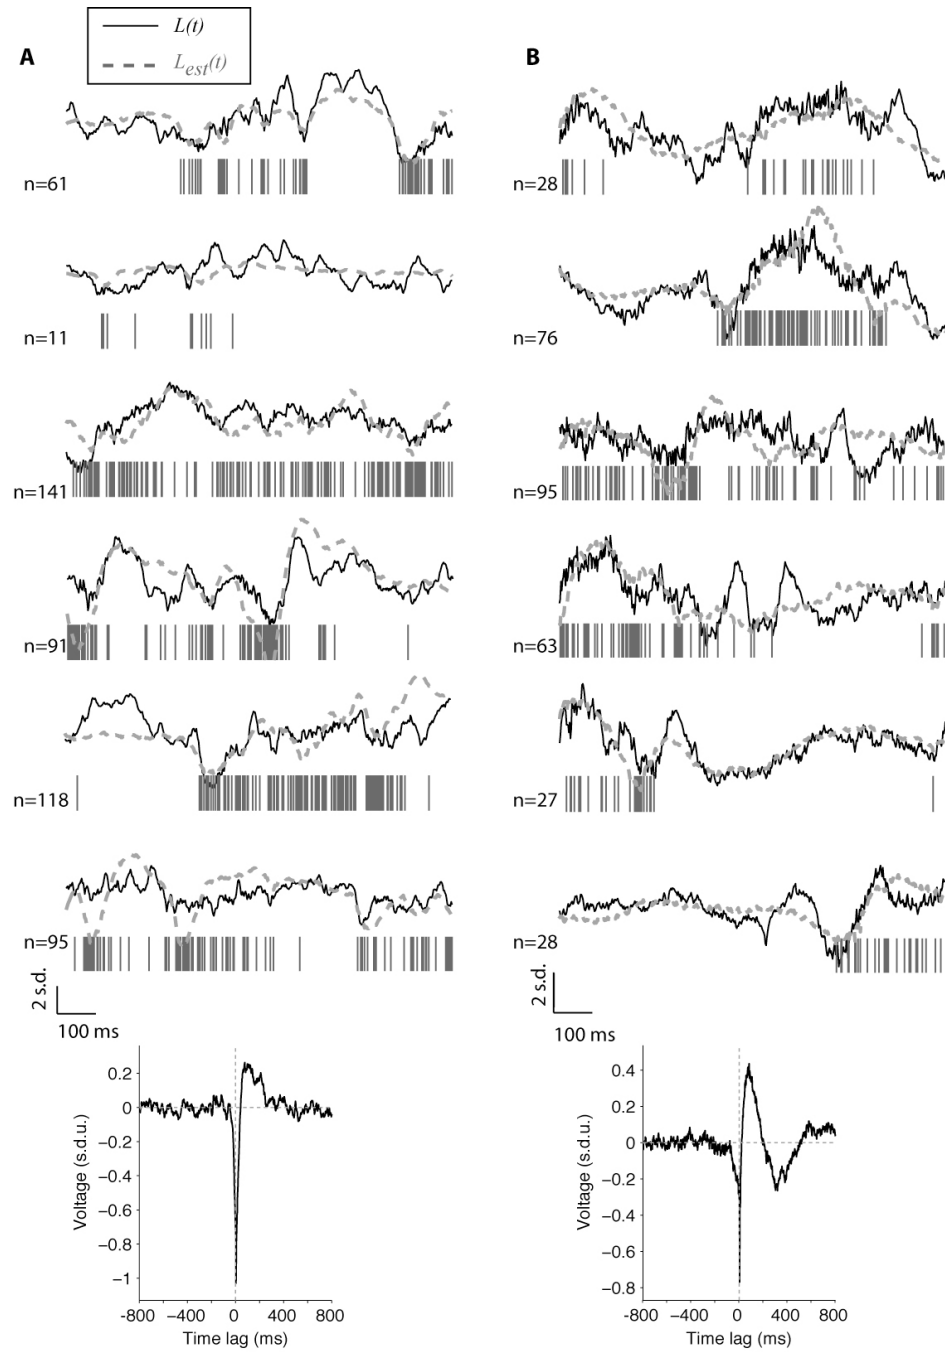 L(t)
Lest(t)
A
B
n=61
n=28
n=11
n=76
n=141
n=95
n=91
n=63
n=118
n=27
n=95
n=28
2 s.d.
100 ms
2 s.d.
100 ms
0.2
0
−0.2
−0.4
−0.6
−0.8
−1
Voltage (s.d.u.)
-800 −400 0 400 800
Time lag (ms)
0.4
0.2
0
−0.2
−0.4
−0.6
−0.8
Voltage (s.d.u.)
-800 −400 0 400 800
Time lag (ms)